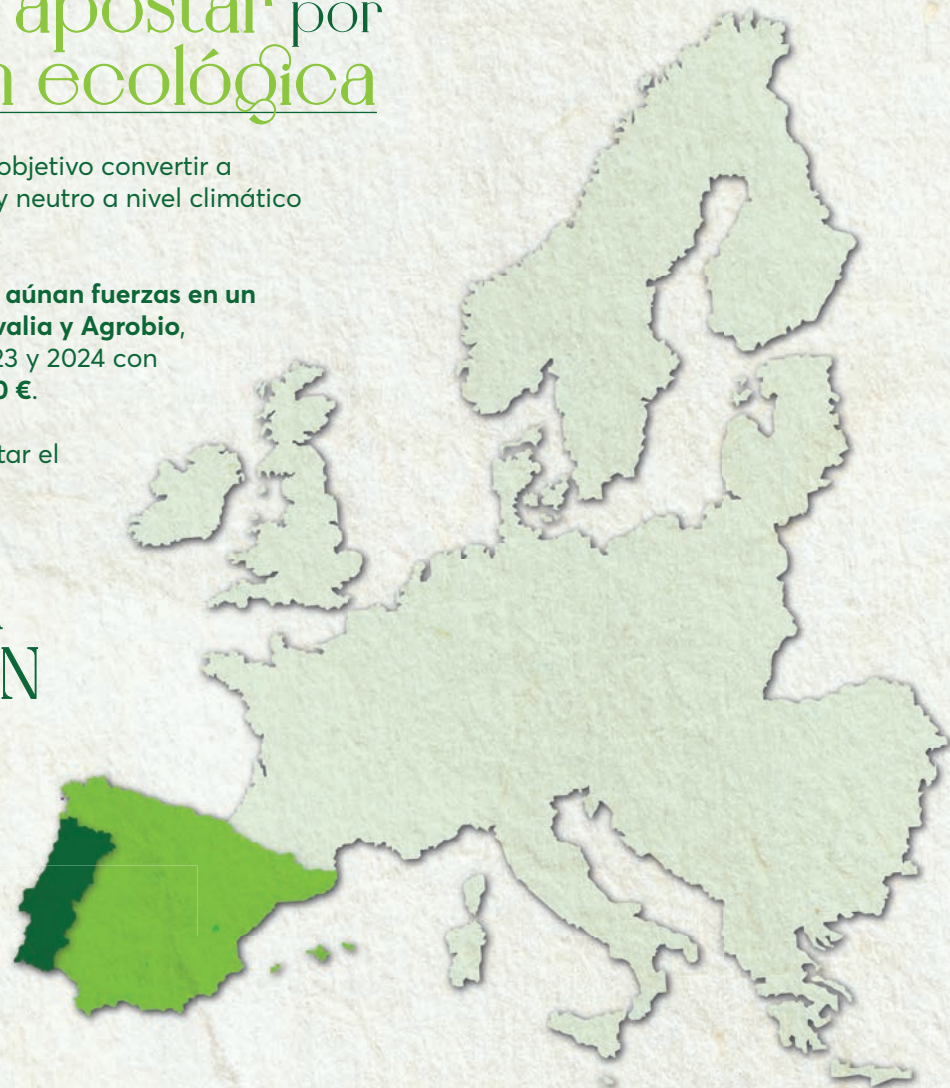 apostar por
n ecológica
objetivo convertir a
y neutro a nivel climático
aúnan fuerzas en un
valia y Agrobio,
23 y 2024 con
0 €.
tar el
N